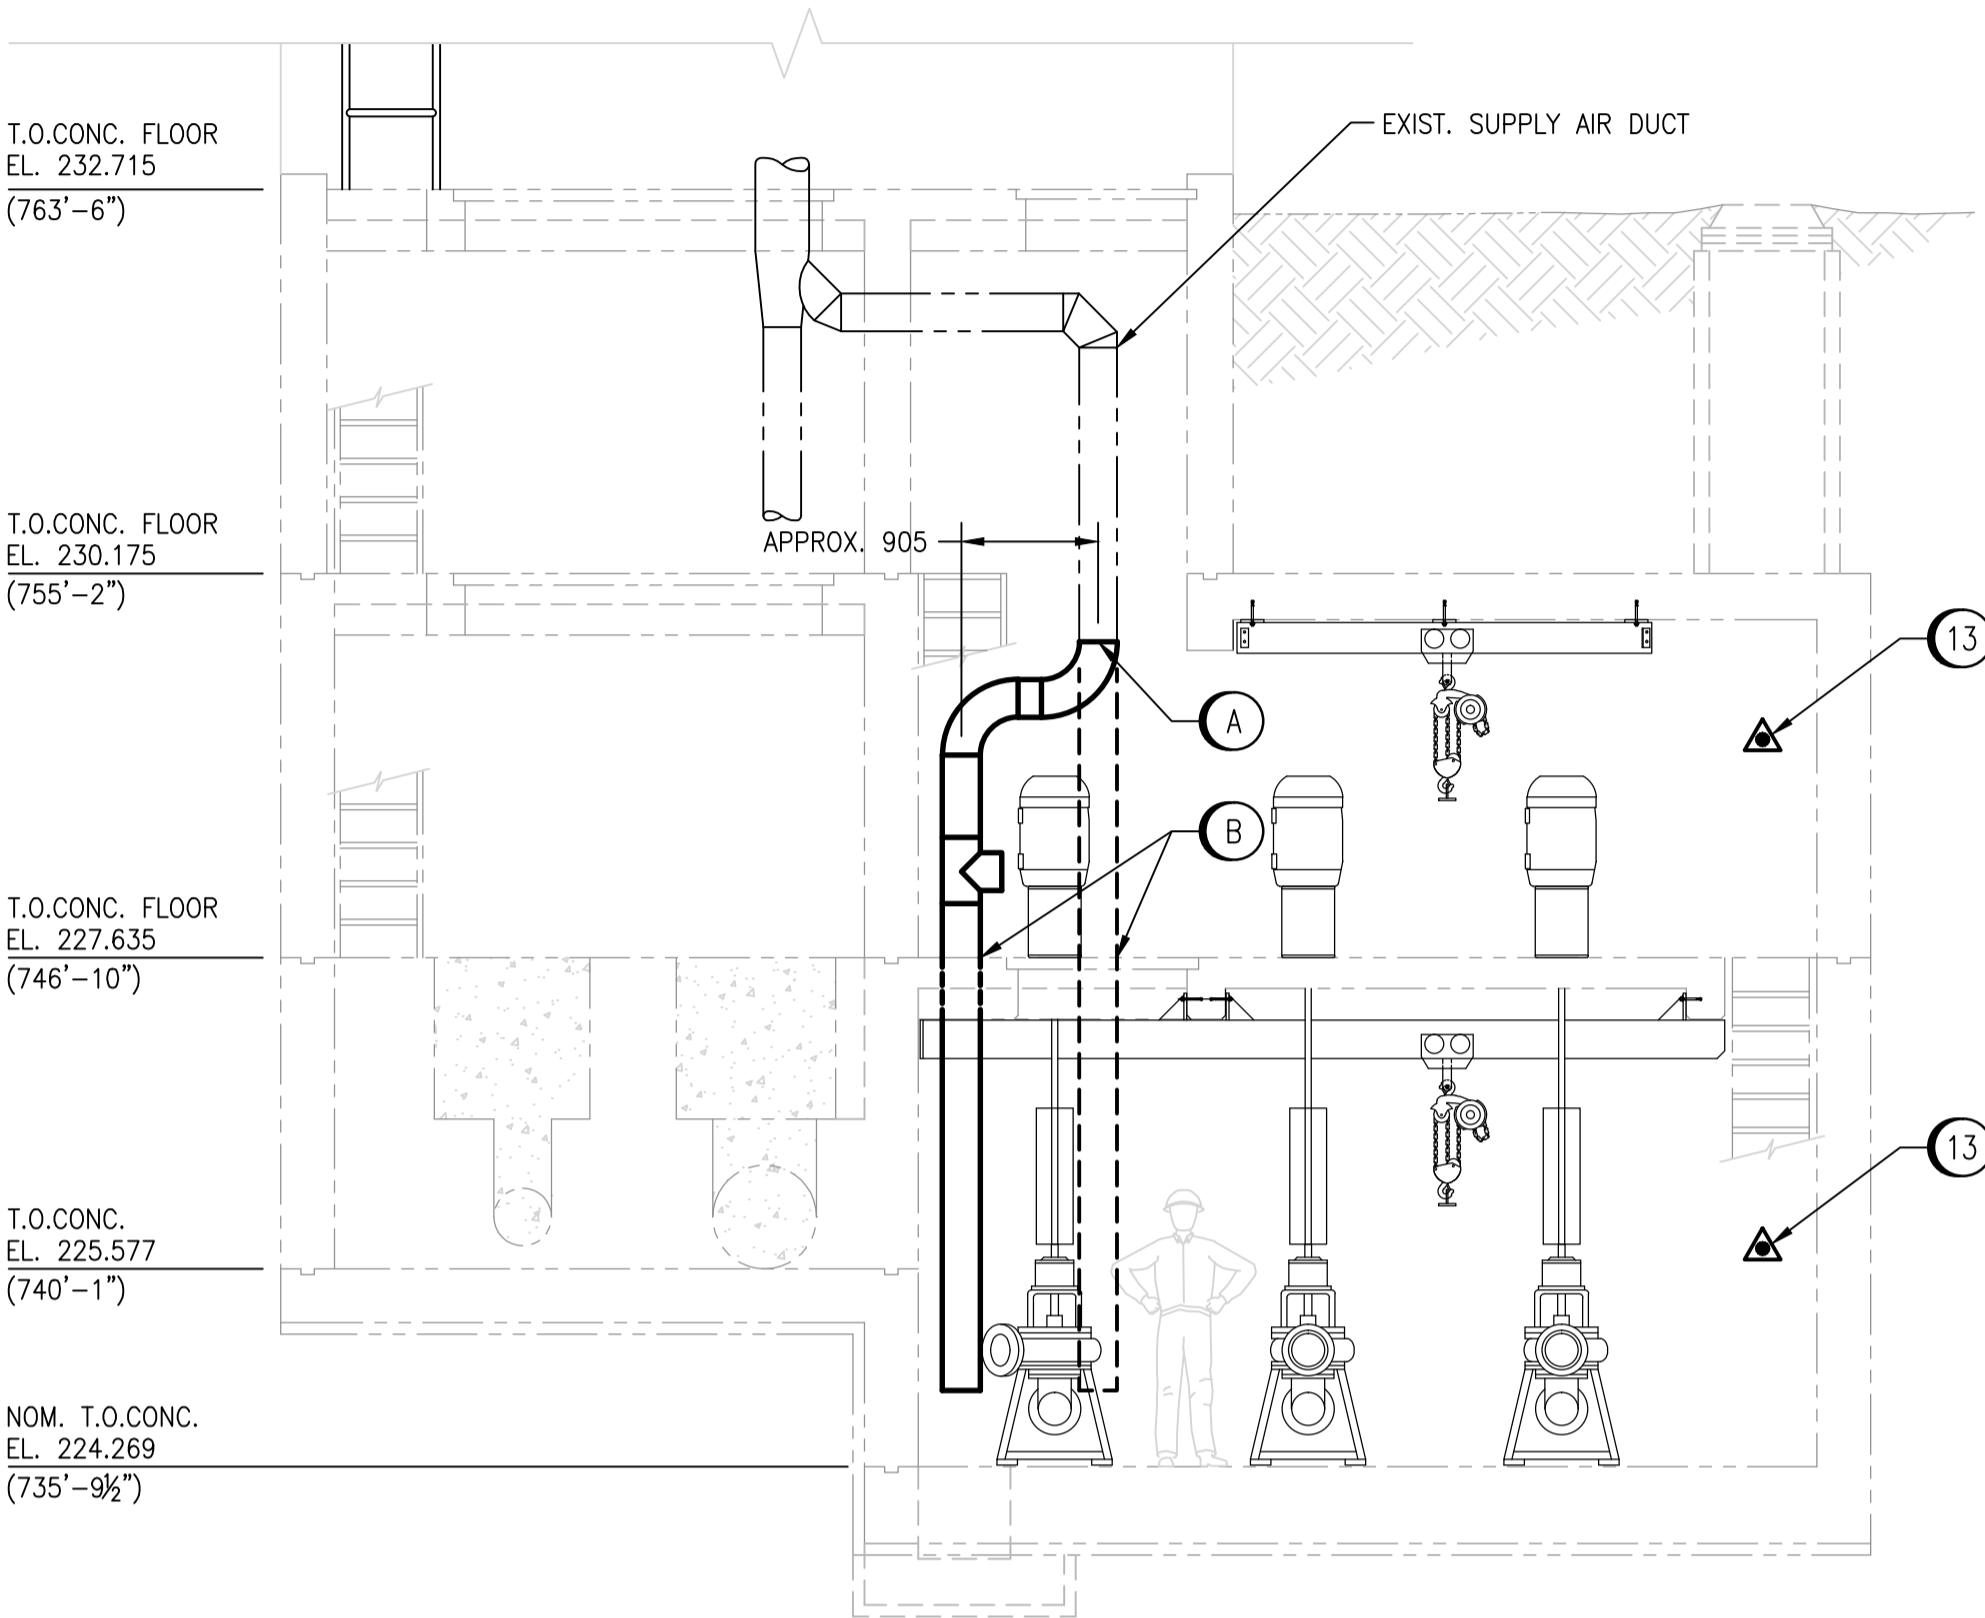 T.O.CONC. FLOOR
EL. 232.715
(763'-6")
EXIST. SUPPLY AIR DUCT
T.O.CONC. FLOOR
EL. 230.175
(755'-2")
APPROX. 905
13
A
B
T.O.CONC. FLOOR
EL. 227.635
(746'-10")
13
T.O.CONC.
EL. 225.577
(740'-1")
NOM. T.O.CONC.
EL. 224.269
(735'-9½")